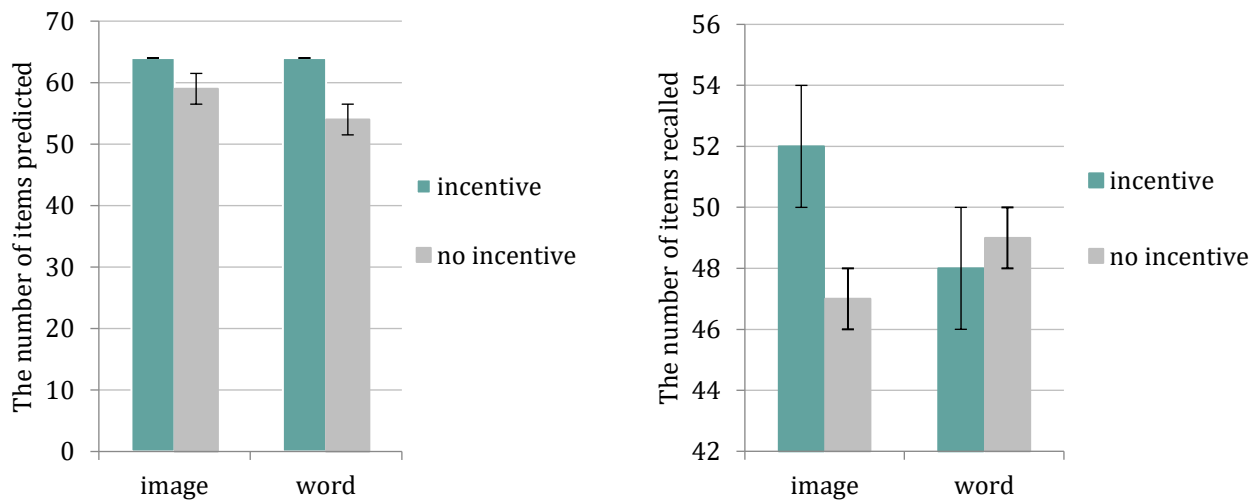 The number of items predicted
70
60
50
40
30
20
10
0
image word
incentive
no incentive
The number of items recalled
56
54
52
50
48
46
44
42
image word
incentive
no incentive